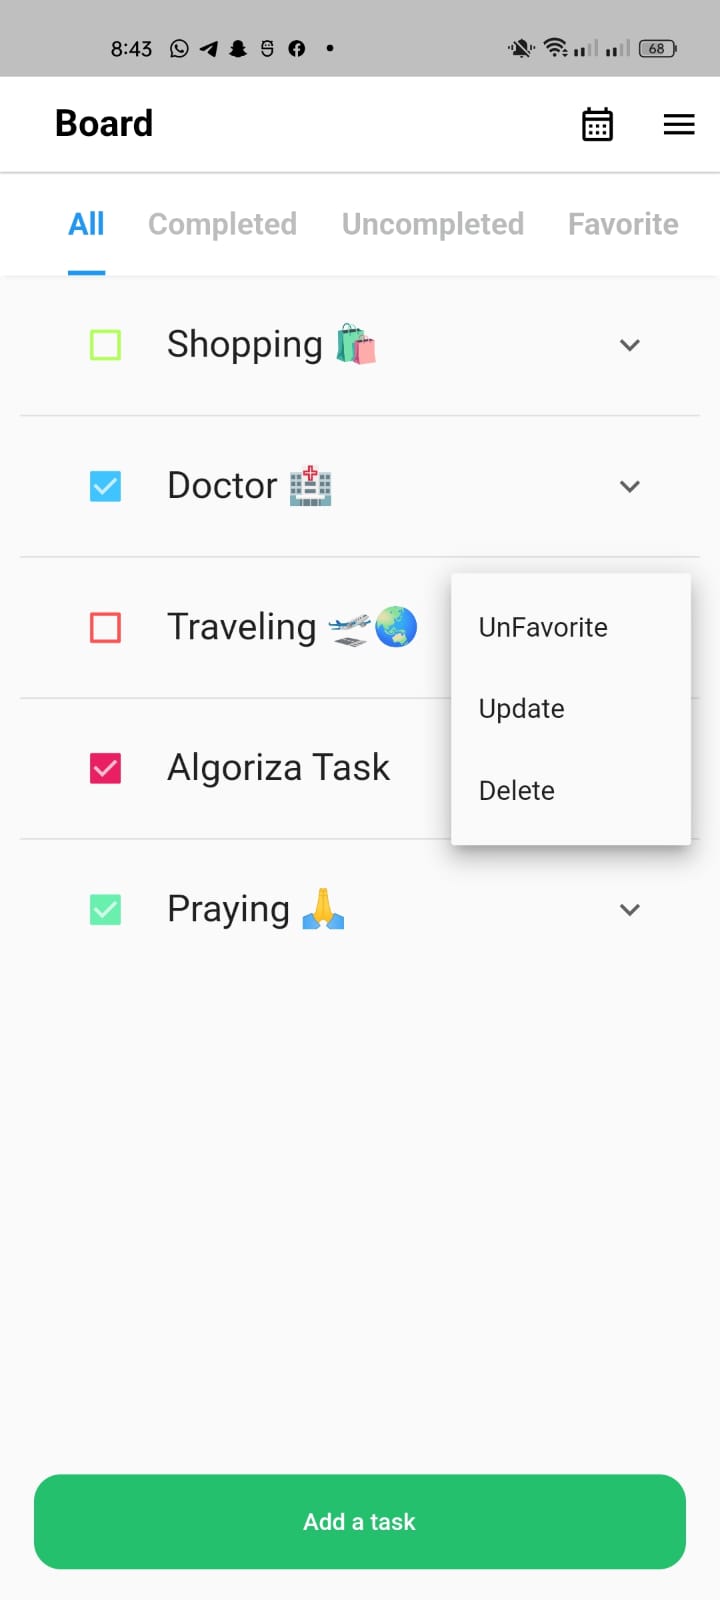 8:43 68
Board
All Completed Uncompleted Favorite
Shopping 🛍️
Doctor 🏥
Traveling 🛫🌏
UnFavorite
Update
Algoriza Task
Delete
Praying 🙏
Add a task